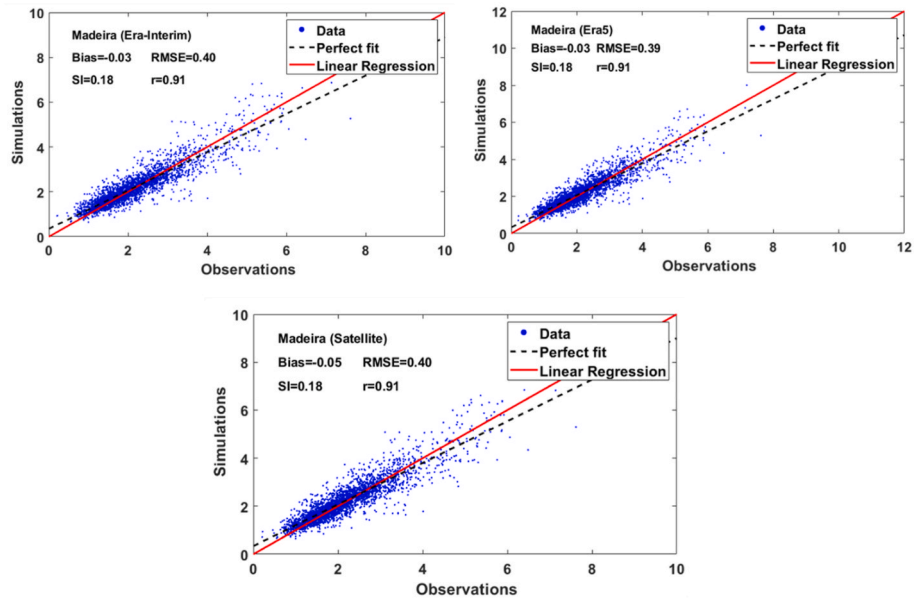 Madeira (Era-Interim)
Bias=-0.03 RMSE=0.40
SI=0.18 r=0.91
Data
Perfect fit
Linear Regression
10
8
6
4
2
0
0 2 4 6 8 10
Simulations
Observations
Madeira (Era5)
Bias=-0.03 RMSE=0.39
SI=0.18 r=0.91
Data
Perfect fit
Linear Regression
12
10
8
6
4
2
0
0 2 4 6 8 10 12
Simulations
Observations
Madeira (Satellite)
Bias=-0.05 RMSE=0.40
SI=0.18 r=0.91
Data
Perfect fit
Linear Regression
10
8
6
4
2
0
0 2 4 6 8 10
Simulations
Observations